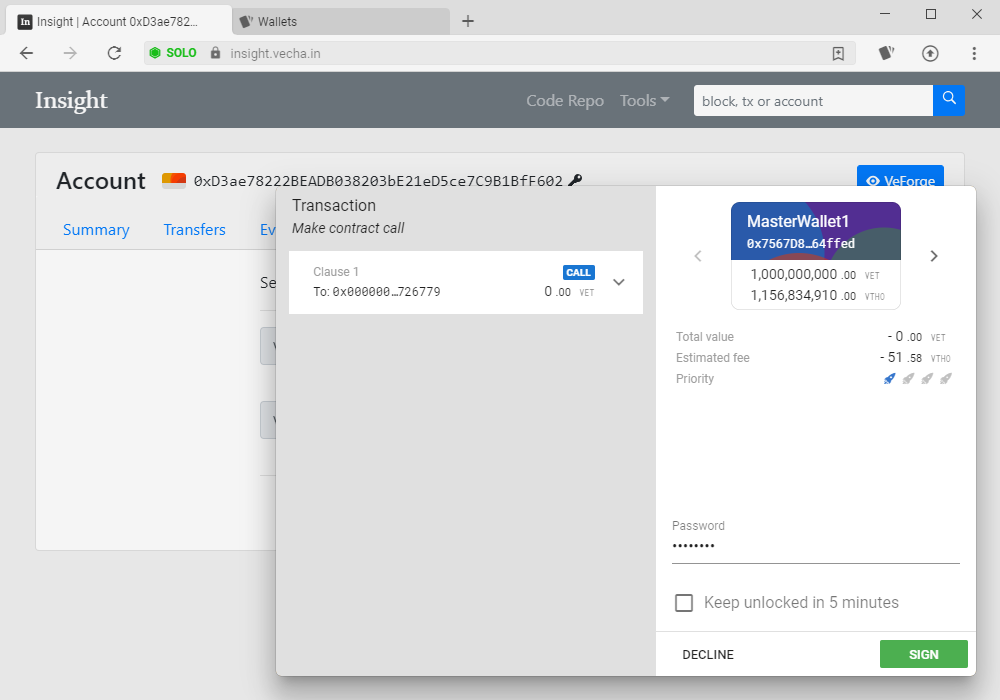 In Insight | Account 0xD3ae782...
Wallets
SOLO insight.vecha.in
Insight
Code Repo Tools
block, tx or account
Account 0xD3ae78222BEADB038203bE21eD5ce7C9B1BfF602
VeForge
Summary Transfers Ev
Se
Transaction
Make contract call
Clause 1 CALL
To: 0x000000…726779 0.00 VET
MasterWallet1
0x7567D8…64ffed
1,000,000,000.00 VET
1,156,834,910.00 VTHO
Total value - 0.00 VET
Estimated fee - 51.58 VTHO
Priority
Password
••••••••
Keep unlocked in 5 minutes
DECLINE SIGN